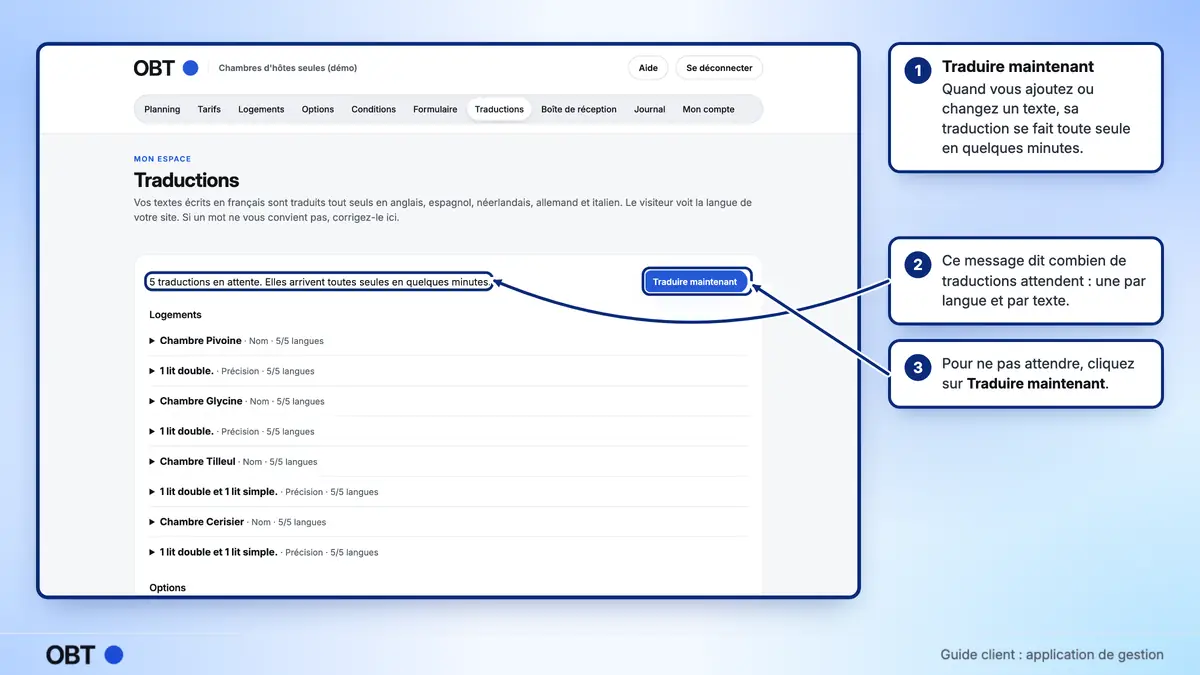 OBT
Chambres d'hôtes seules (démo)
Aide
Se déconnecter
Planning
Tarifs
Logements
Options
Conditions
Formulaire
Traductions
Boîte de réception
Journal
Mon compte
MON ESPACE
Traductions
Vos textes écrits en français sont traduits tout seuls en anglais, espagnol, néerlandais, allemand et italien. Le visiteur voit la langue de
votre site. Si un mot ne vous convient pas, corrigez-le ici.
5 traductions en attente. Elles arrivent toutes seules en quelques minutes.
Traduire maintenant
Logements
Chambre Pivoine · Nom · 5/5 langues
1 lit double. · Précision · 5/5 langues
Chambre Glycine · Nom · 5/5 langues
1 lit double. · Précision · 5/5 langues
Chambre Tilleul · Nom · 5/5 langues
1 lit double et 1 lit simple. · Précision · 5/5 langues
Chambre Cerisier · Nom · 5/5 langues
1 lit double et 1 lit simple. · Précision · 5/5 langues
Options
1 Traduire maintenant
Quand vous ajoutez ou
changez un texte, sa
traduction se fait toute seule
en quelques minutes.
2 Ce message dit combien de
traductions attendent : une par
langue et par texte.
3 Pour ne pas attendre, cliquez
sur Traduire maintenant.
OBT
Guide client : application de gestion